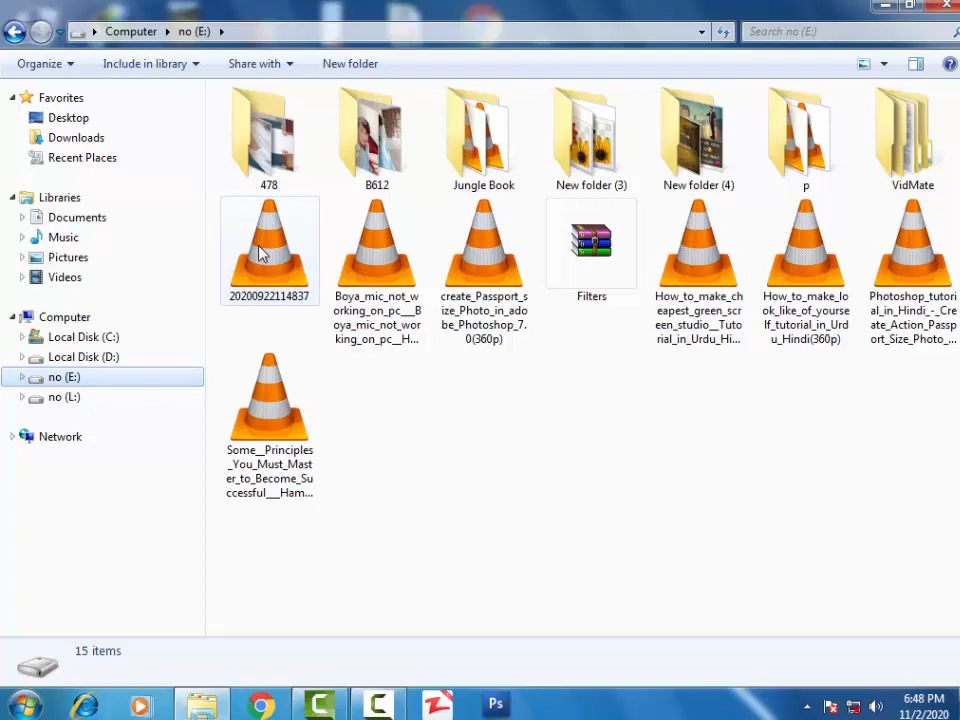 Computer
no (E:)
Search no (E:)
Organize
Include in library
Share with
New folder
Favorites
Desktop
Downloads
Recent Places
Libraries
Documents
Music
Pictures
Videos
Computer
Local Disk (C:)
Local Disk (D:)
no (E:)
no (L:)
Network
478
B612
Jungle Book
New folder (3)
New folder (4)
p
VidMate
20200922114837
Boya_mic_not_w
orking_on_pc__B
oya_mic_not_wor
king_on_pc__H...
create_Passport_s
ize_Photo_in_ado
be_Photoshop_7.
0(360p)
Filters
How_to_make_ch
eapest_green_scr
een_studio__Tuto
rial_in_Urdu_Hi...
How_to_make_lo
ok_like_of_yourse
lf_tutorial_in_Urd
u_Hindi(360p)
Photoshop_tutori
al_in_Hindi_-_Cre
ate_Action_Passp
ort_Size_Photo_...
Some__Principles
_You_Must_Mast
er_to_Become_Su
ccessful___Ham...
15 items
Ps
6:48 PM
11/2/2020